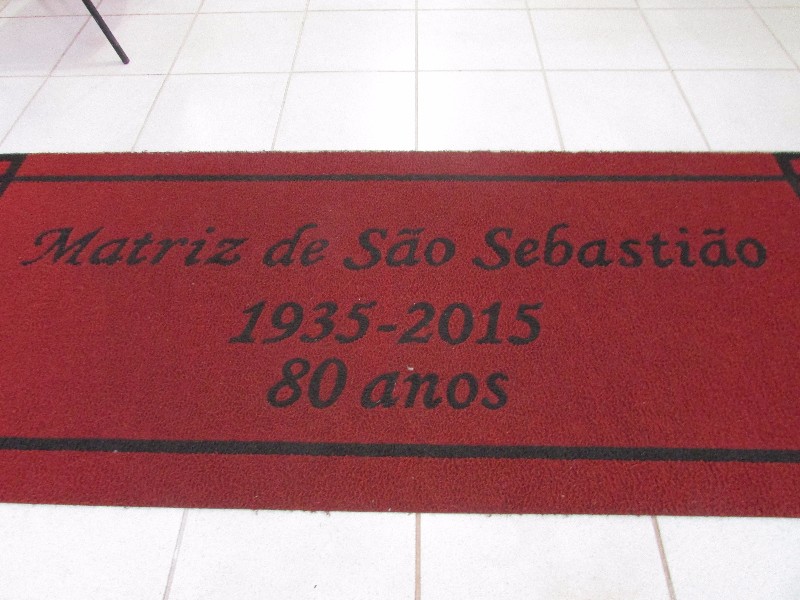 Matriz de São Sebastião
1935-2015
80 anos